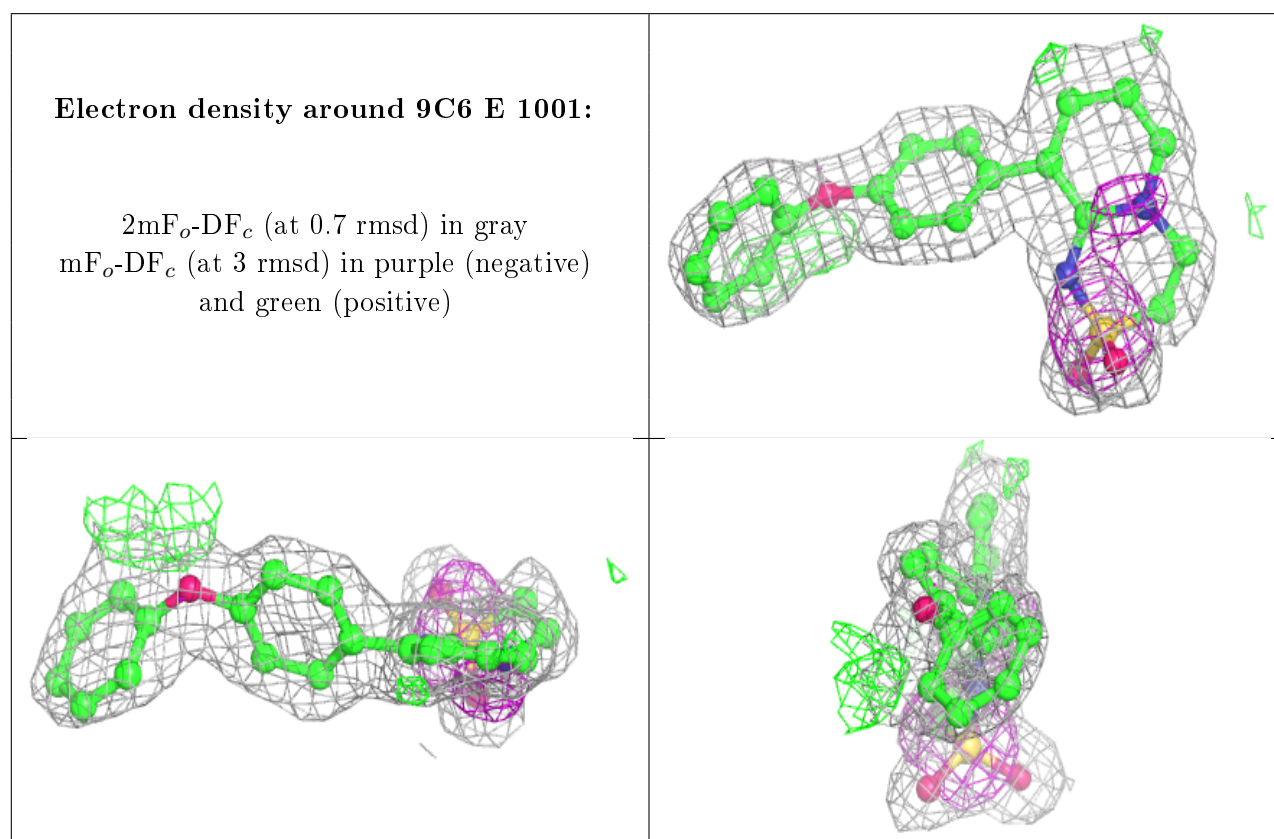 Electron density around 9C6 E 1001:
2mFo-DFc (at 0.7 rmsd) in gray
mFo-DFc (at 3 rmsd) in purple (negative)
and green (positive)